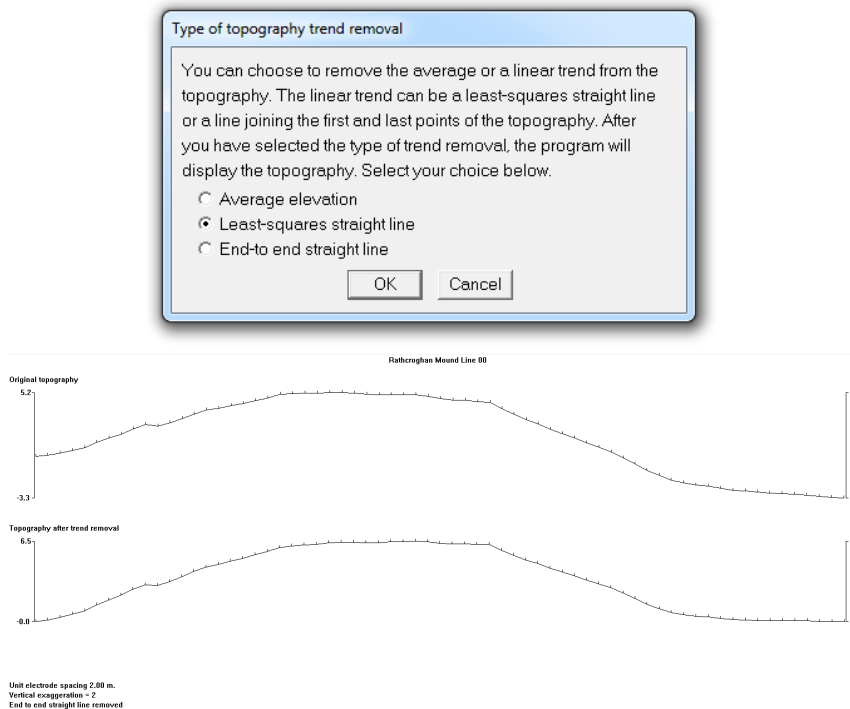 Type of topography trend removal
You can choose to remove the average or a linear trend from the
topography. The linear trend can be a least-squares straight line
or a line joining the first and last points of the topography. After
you have selected the type of trend removal, the program will
display the topography. Select your choice below.
Average elevation
Least-squares straight line
End-to end straight line
OK Cancel
Rathcroghan Mound Line 00
Original topography
5.2
-3.3
Topography after trend removal
6.5
-0.0
Unit electrode spacing 2.00 m.
Vertical exaggeration = 2
End to end straight line removed